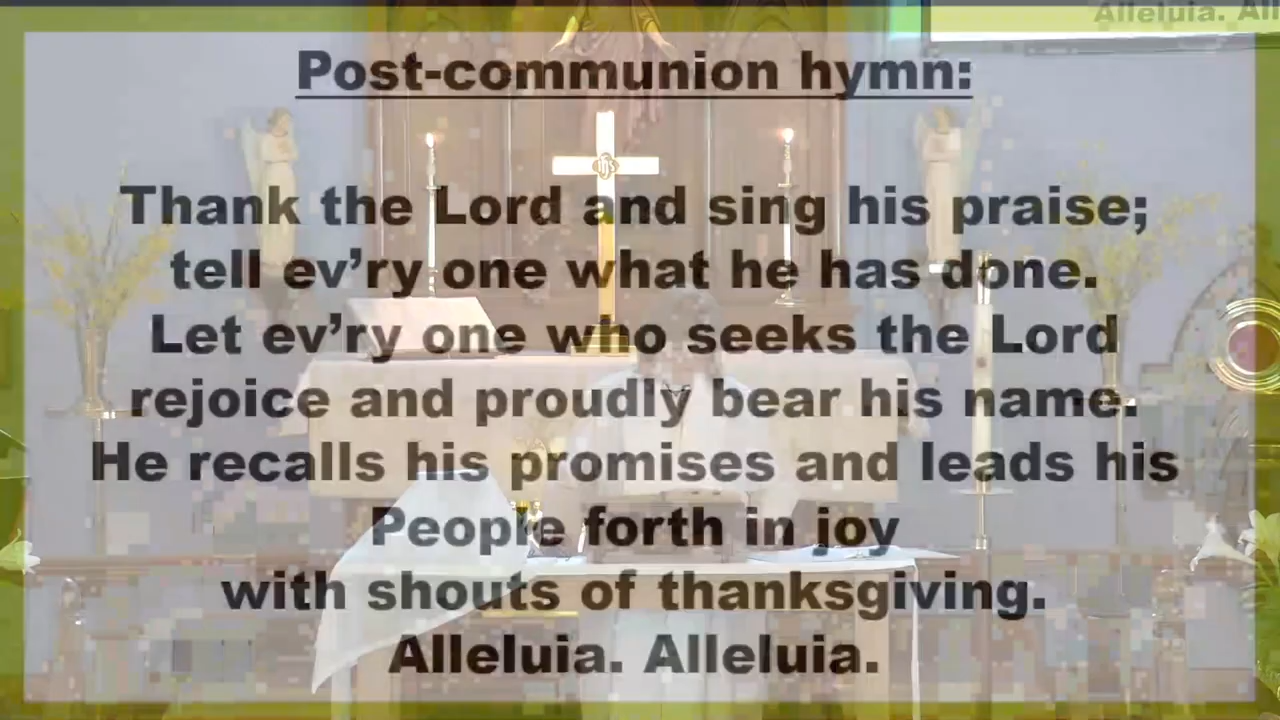 Alleluia. All
Post-communion hymn:
Thank the Lord and sing his praise;
tell ev’ry one what he has done.
Let ev’ry one who seeks the Lord
rejoice and proudly bear his name.
He recalls his promises and leads his
People forth in joy
with shouts of thanksgiving.
Alleluia. Alleluia.